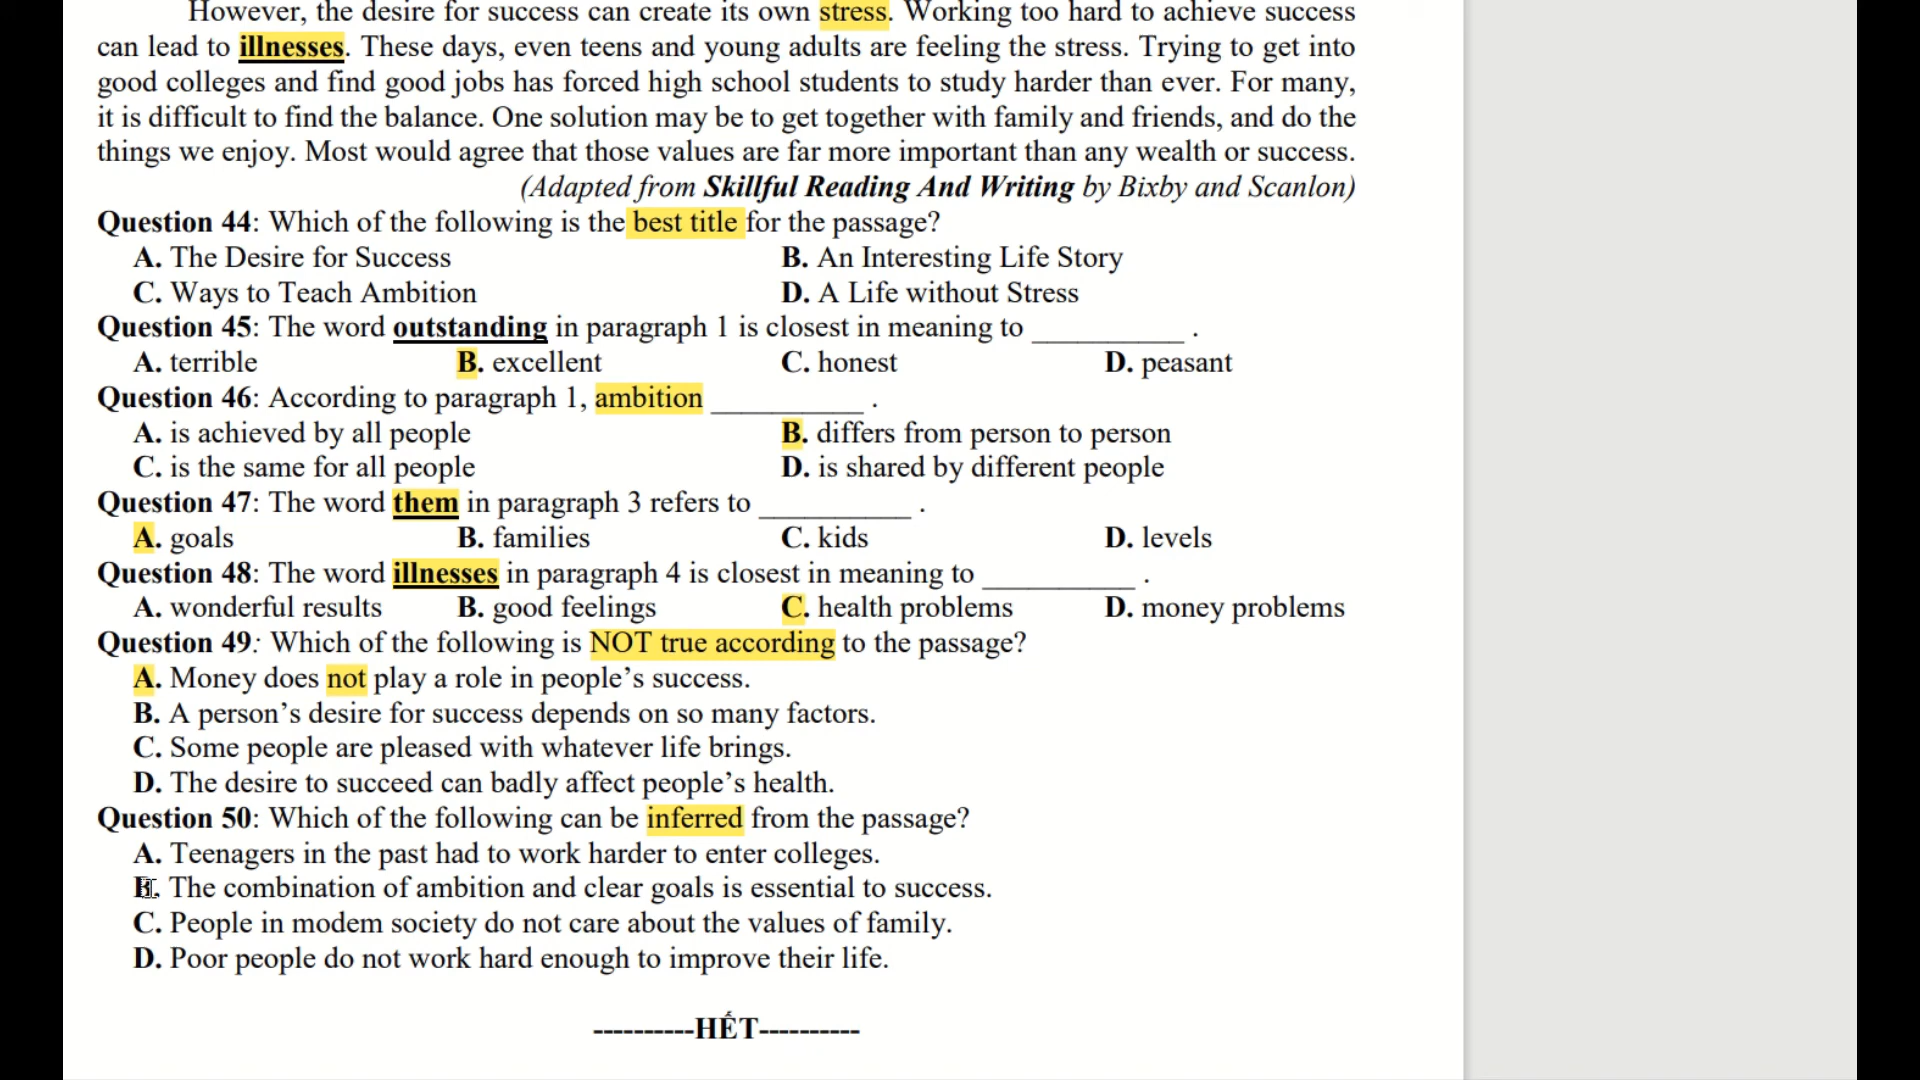 However, the desire for success can create its own stress. Working too hard to achieve success
can lead to illnesses. These days, even teens and young adults are feeling the stress. Trying to get into
good colleges and find good jobs has forced high school students to study harder than ever. For many,
it is difficult to find the balance. One solution may be to get together with family and friends, and do the
things we enjoy. Most would agree that those values are far more important than any wealth or success.
(Adapted from Skillful Reading And Writing by Bixby and Scanlon)
Question 44: Which of the following is the best title for the passage?
A. The Desire for Success B. An Interesting Life Story
C. Ways to Teach Ambition D. A Life without Stress
Question 45: The word outstanding in paragraph 1 is closest in meaning to __________ .
A. terrible B. excellent C. honest D. peasant
Question 46: According to paragraph 1, ambition __________ .
A. is achieved by all people B. differs from person to person
C. is the same for all people D. is shared by different people
Question 47: The word them in paragraph 3 refers to __________ .
A. goals B. families C. kids D. levels
Question 48: The word illnesses in paragraph 4 is closest in meaning to __________ .
A. wonderful results B. good feelings C. health problems D. money problems
Question 49: Which of the following is NOT true according to the passage?
A. Money does not play a role in people’s success.
B. A person’s desire for success depends on so many factors.
C. Some people are pleased with whatever life brings.
D. The desire to succeed can badly affect people’s health.
Question 50: Which of the following can be inferred from the passage?
A. Teenagers in the past had to work harder to enter colleges.
B. The combination of ambition and clear goals is essential to success.
C. People in modem society do not care about the values of family.
D. Poor people do not work hard enough to improve their life.
----------HẾT----------